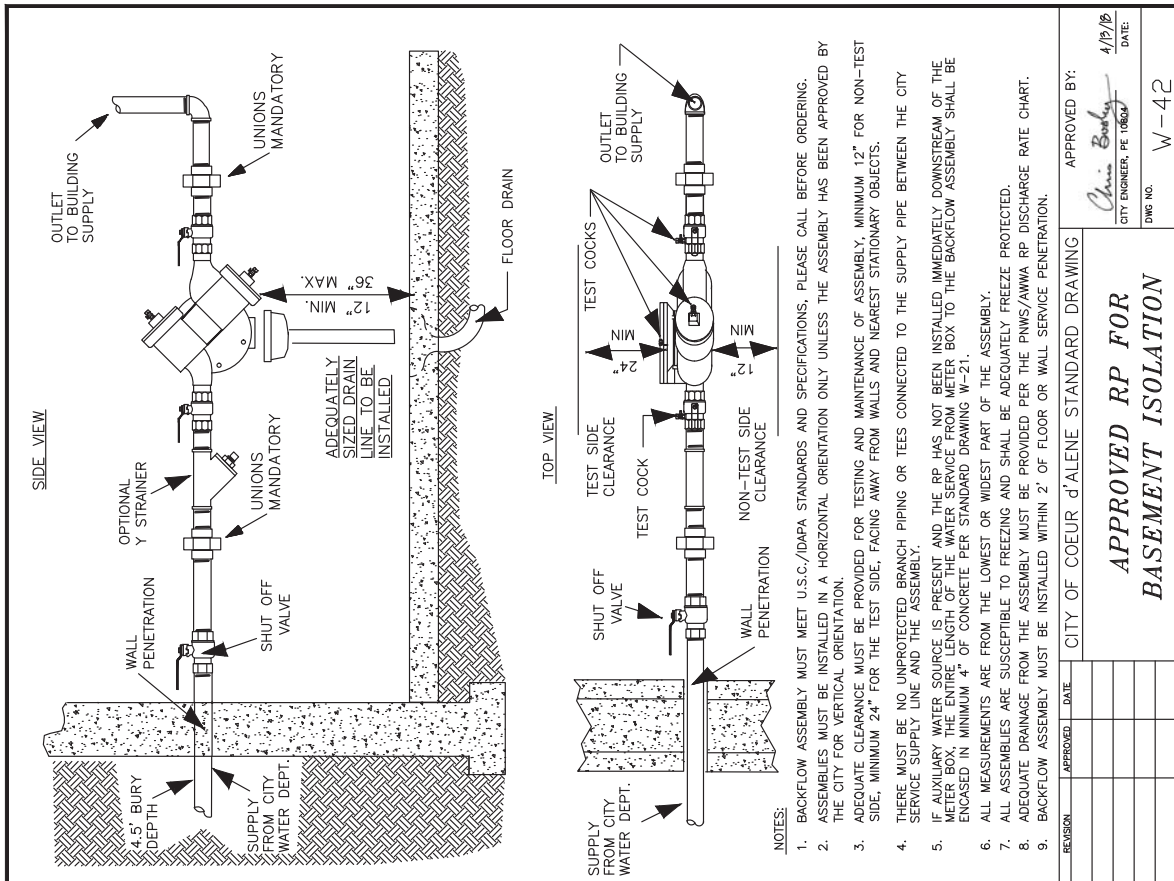 SIDE VIEW
OUTLET
TO BUILDING
SUPPLY
UNIONS
MANDATORY
OPTIONAL
Y STRAINER
WALL
PENETRATION
SHUT OFF
VALVE
UNIONS
MANDATORY
12" MIN.
36" MAX.
ADEQUATELY
SIZED DRAIN
LINE TO BE
INSTALLED
FLOOR DRAIN
4.5' BURY
DEPTH
SUPPLY
FROM CITY
WATER DEPT.
TOP VIEW
OUTLET
TO BUILDING
SUPPLY
TEST COCKS
TEST SIDE
CLEARANCE
24"
MIN
TEST COCK
12"
MIN
NON-TEST SIDE
CLEARANCE
SHUT OFF
VALVE
WALL
PENETRATION
SUPPLY
FROM CITY
WATER DEPT.
NOTES:
1. BACKFLOW ASSEMBLY MUST MEET U.S.C./IDAPA STANDARDS AND SPECIFICATIONS, PLEASE CALL BEFORE ORDERING.
2. ASSEMBLIES MUST BE INSTALLED IN A HORIZONTAL ORIENTATION ONLY UNLESS THE ASSEMBLY HAS BEEN APPROVED BY
THE CITY FOR VERTICAL ORIENTATION.
3. ADEQUATE CLEARANCE MUST BE PROVIDED FOR TESTING AND MAINTENANCE OF ASSEMBLY, MINIMUM 12" FOR NON-TEST
SIDE, MINIMUM 24" FOR THE TEST SIDE, FACING AWAY FROM WALLS AND NEAREST STATIONARY OBJECTS.
4. THERE MUST BE NO UNPROTECTED BRANCH PIPING OR TEES CONNECTED TO THE SUPPLY PIPE BETWEEN THE CITY
SERVICE SUPPLY LINE AND THE ASSEMBLY.
5. IF AUXILIARY WATER SOURCE IS PRESENT AND THE RP HAS NOT BEEN INSTALLED IMMEDIATELY DOWNSTREAM OF THE
METER BOX, THE ENTIRE LENGTH OF THE WATER SERVICE FROM METER BOX TO THE BACKFLOW ASSEMBLY SHALL BE
ENCASED IN MINIMUM 4" OF CONCRETE PER STANDARD DRAWING W-21.
6. ALL MEASUREMENTS ARE FROM THE LOWEST OR WIDEST PART OF THE ASSEMBLY.
7. ALL ASSEMBLIES ARE SUSCEPTIBLE TO FREEZING AND SHALL BE ADEQUATELY FREEZE PROTECTED.
8. ADEQUATE DRAINAGE FROM THE ASSEMBLY MUST BE PROVIDED PER THE PNWS/AWWA RP DISCHARGE RATE CHART.
9. BACKFLOW ASSEMBLY MUST BE INSTALLED WITHIN 2' OF FLOOR OR WALL SERVICE PENETRATION.
REVISION APPROVED DATE
CITY OF COEUR d'ALENE STANDARD DRAWING
APPROVED RP FOR
BASEMENT ISOLATION
APPROVED BY:
4/13/18
CITY ENGINEER, PE 10804
DATE:
DWG NO.
W-42